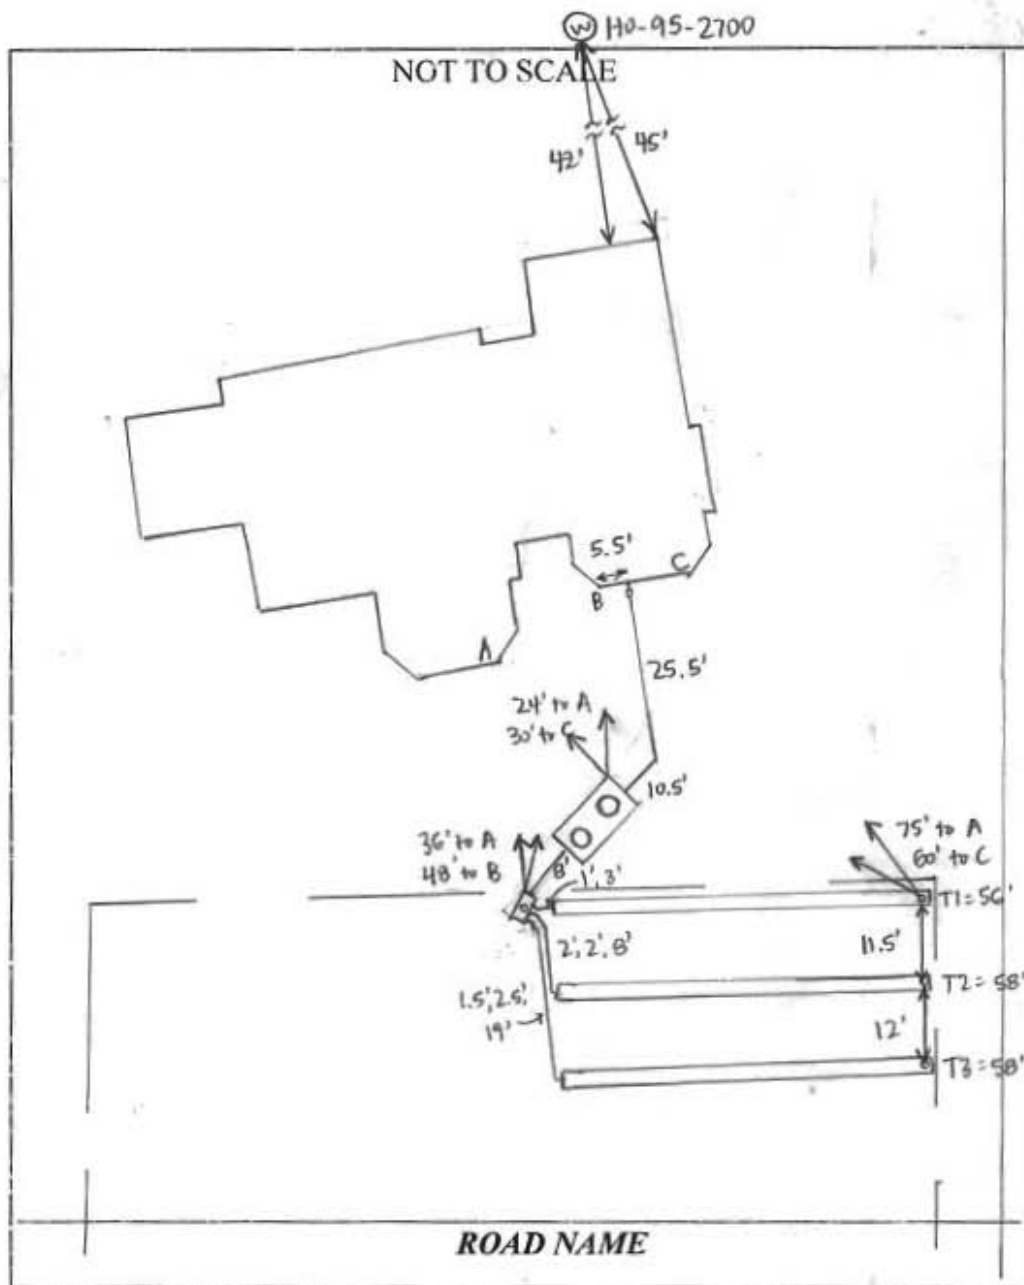 W HO-95-2700
NOT TO SCALE
42'
45'
5.5'
C
B
A
25.5'
24' to A
30' to C
10.5'
36' to A
48' to B
8'
1', 3'
75' to A
60' to C
T1=56'
11.5'
2', 2', 8'
T2=58'
1.5', 2.5',
19'
12'
T3=58'
ROAD NAME